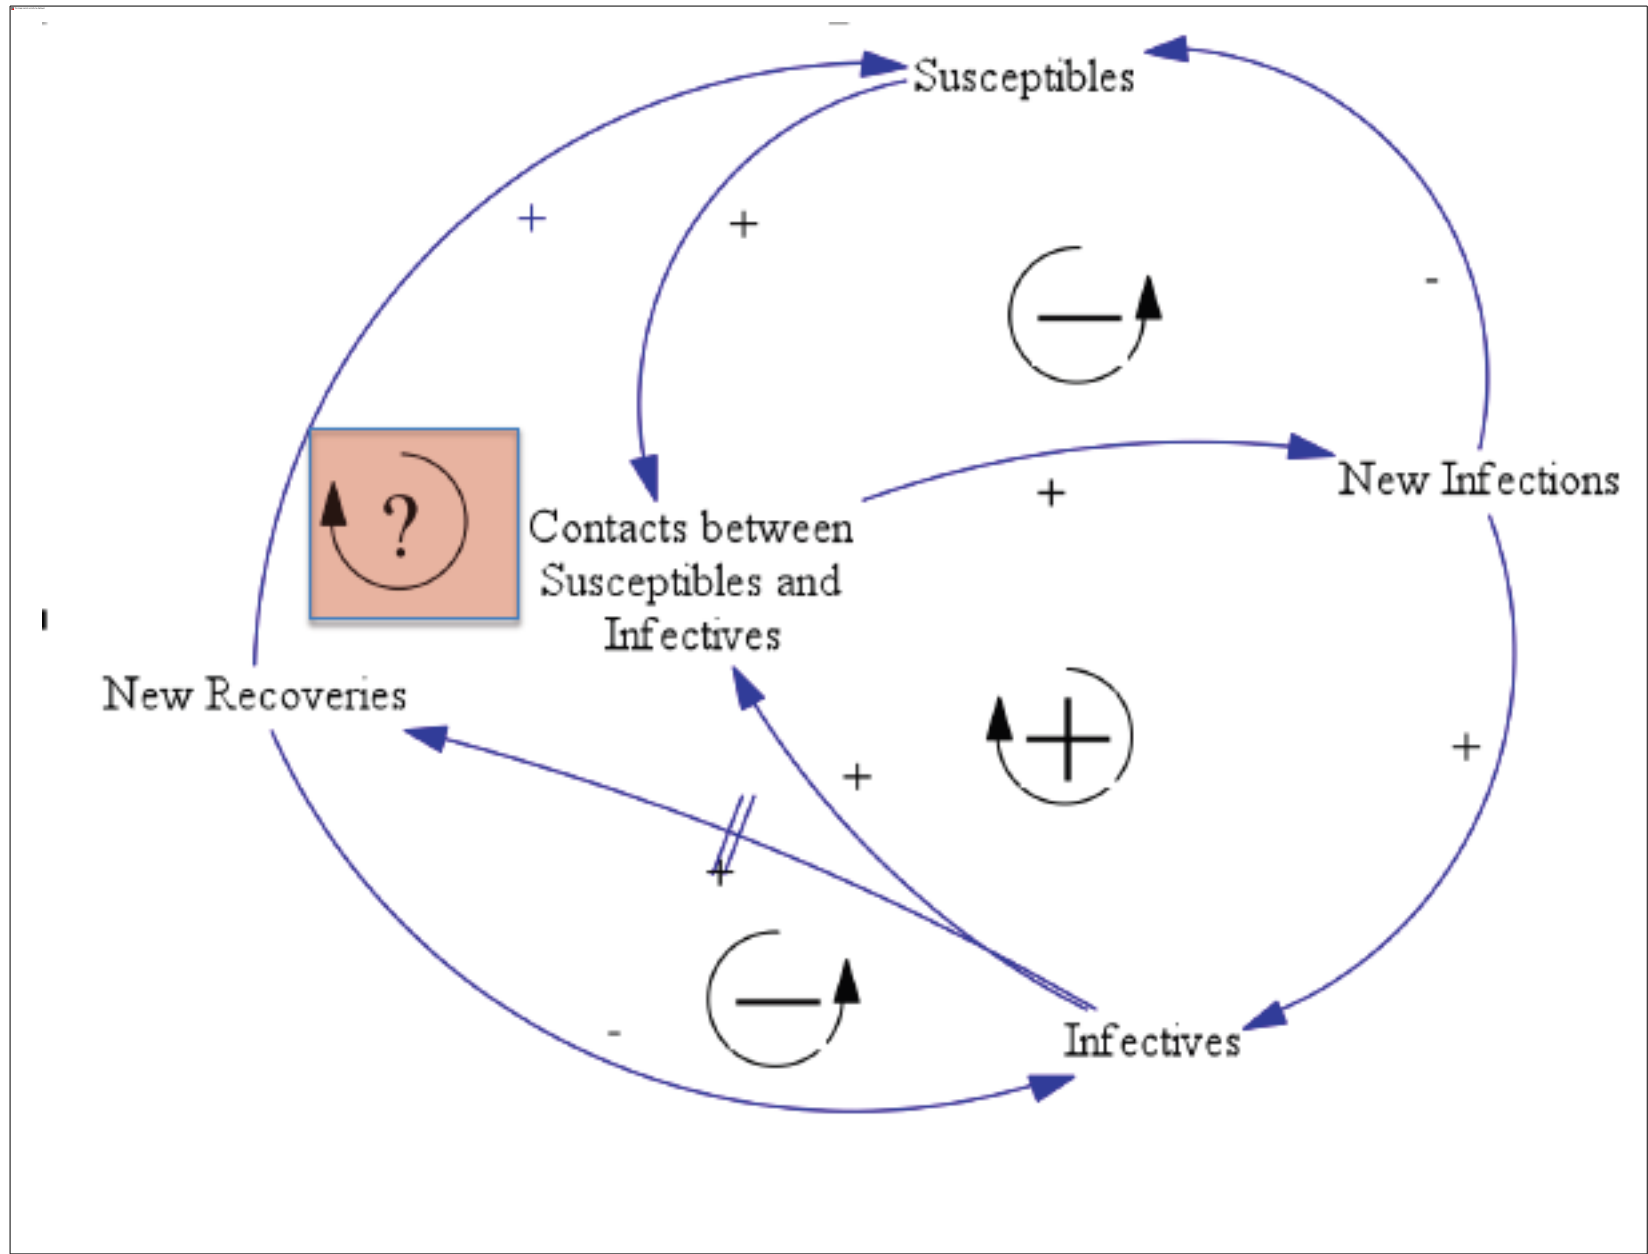 Susceptibles
+
+
-
New Infections
+
?
Contacts between
Susceptibles and
Infectives
New Recoveries
+
+
+
-
Infectives